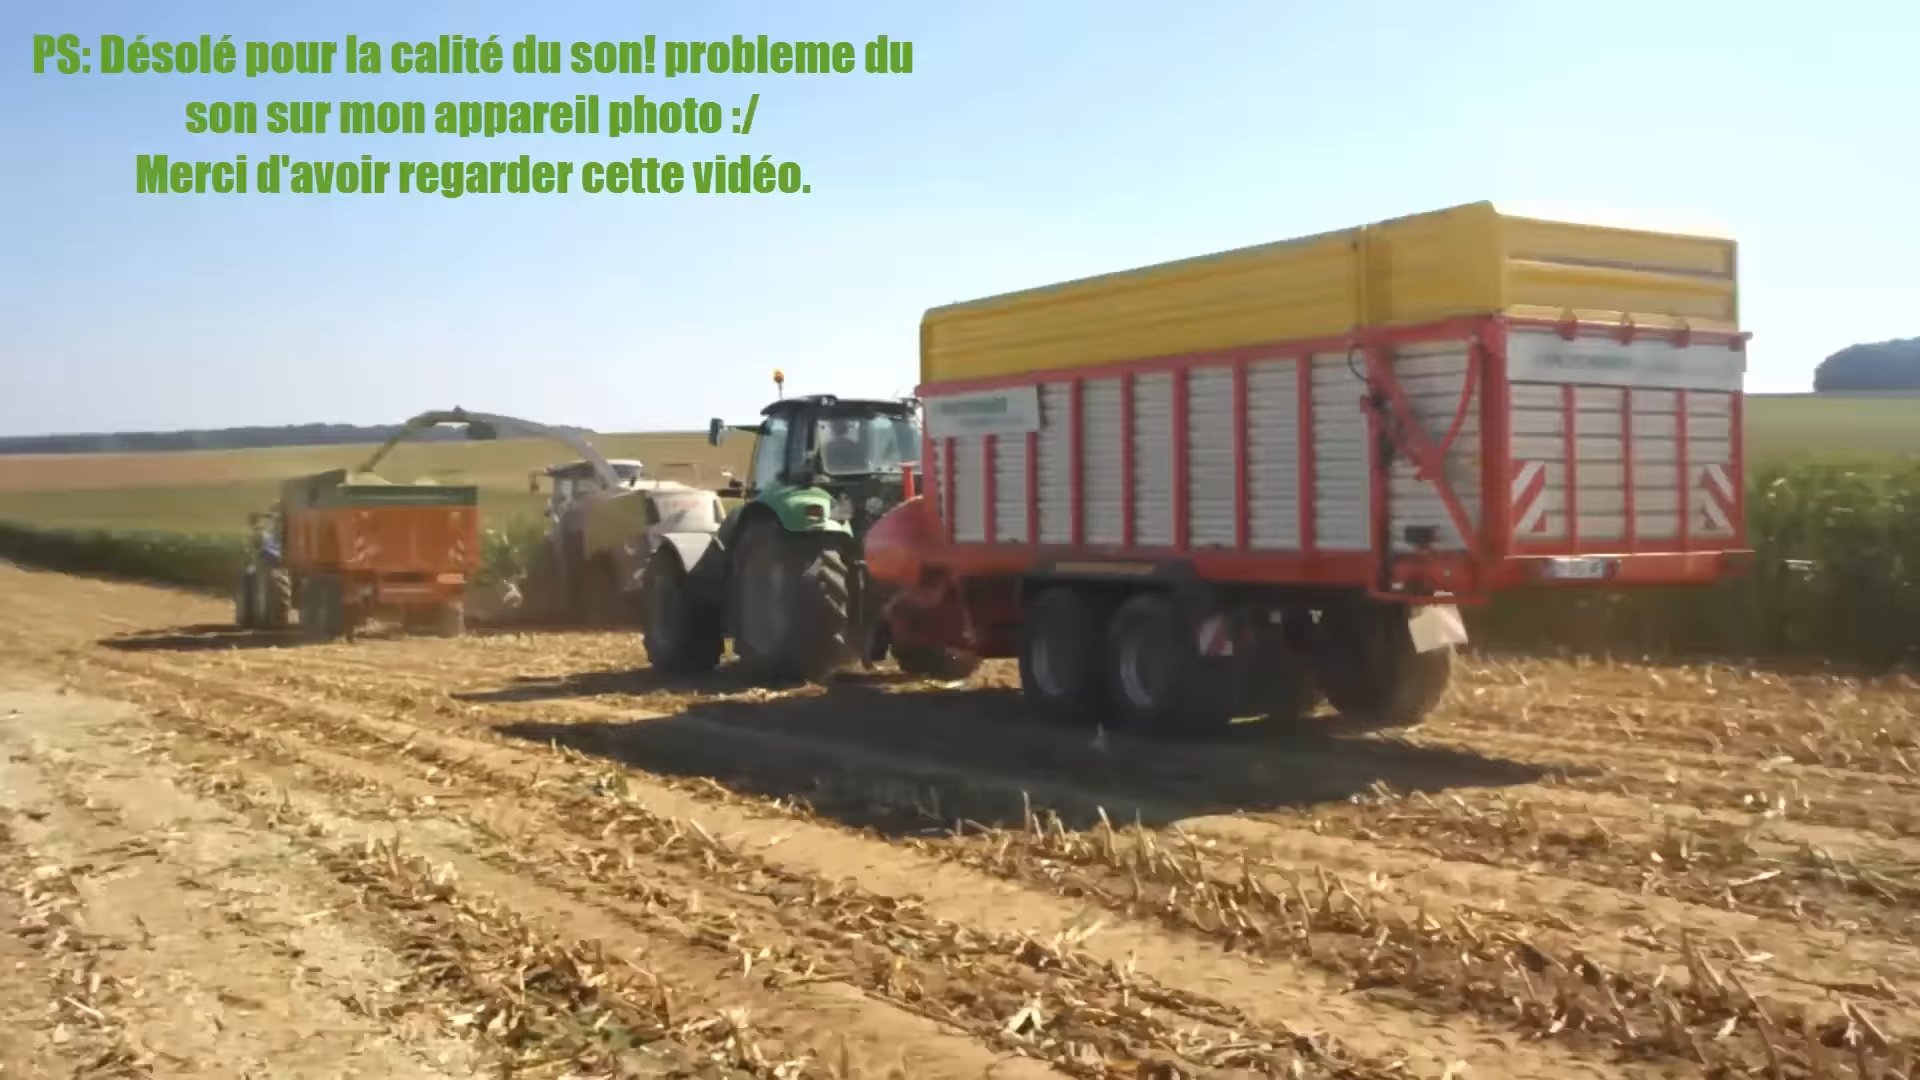 PS: Désolé pour la calité du son! probleme du
son sur mon appareil photo :/
Merci d'avoir regarder cette vidéo.